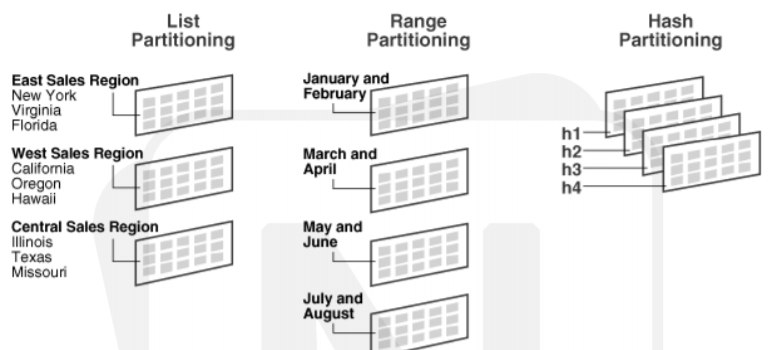 List
Partitioning
East Sales Region
New York
Virginia
Florida
West Sales Region
California
Oregon
Hawaii
Central Sales Region
Illinois
Texas
Missouri
Range
Partitioning
January and
February
March and
April
May and
June
July and
August
Hash
Partitioning
h1
h2
h3
h4